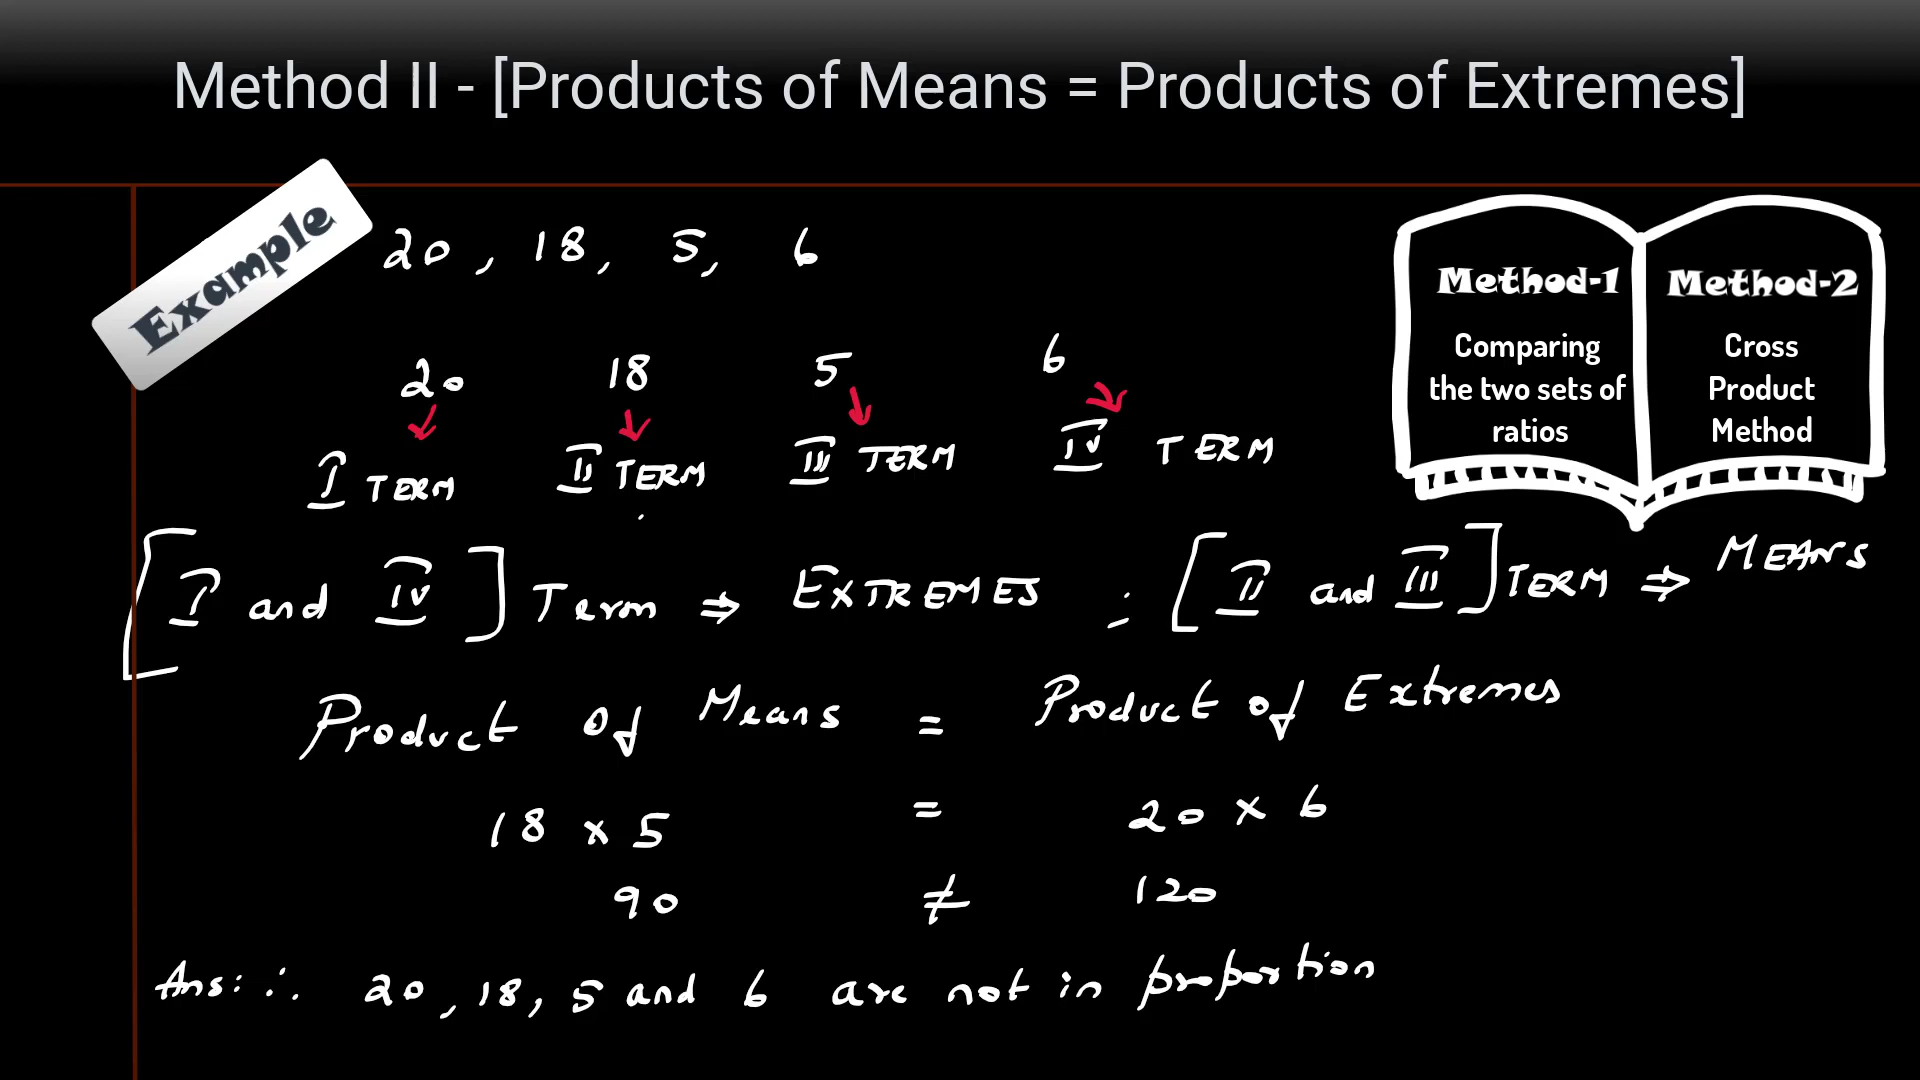 Method II - [Products of Means = Products of Extremes]
Example
20, 18, 5, 6
Method-1
Comparing
the two sets of
ratios
Method-2
Cross
Product
Method
20 18 5 6
I TERM II TERM III TERM IV TERM
[I and IV] Term ⇒ EXTREMES ; [II and III] TERM ⇒ MEANS
Product Of Means = Product of Extremes
18 x 5 = 20 x 6
90 ≠ 120
Ans: ∴ 20, 18, 5 and 6 are not in proportion